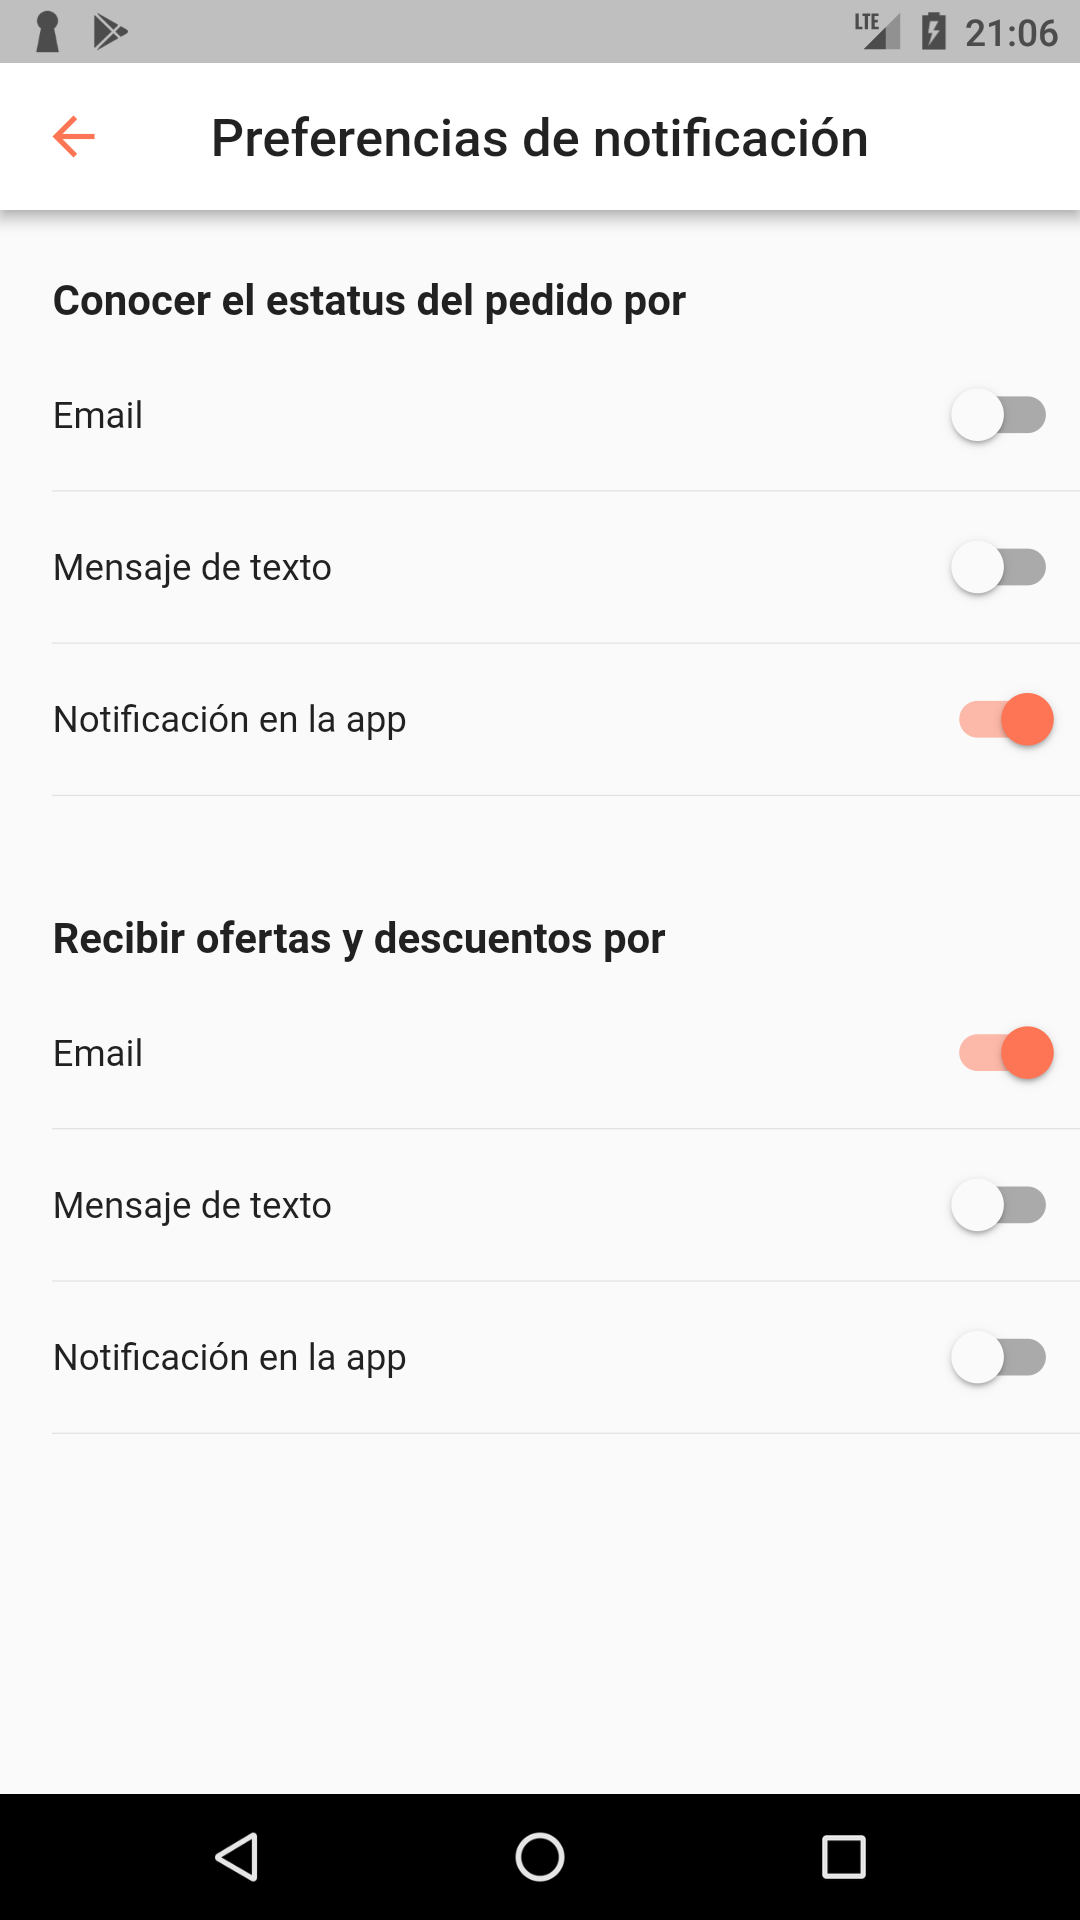 LTE 21:06
Preferencias de notificación
Conocer el estatus del pedido por
Email
Mensaje de texto
Notificación en la app
Recibir ofertas y descuentos por
Email
Mensaje de texto
Notificación en la app